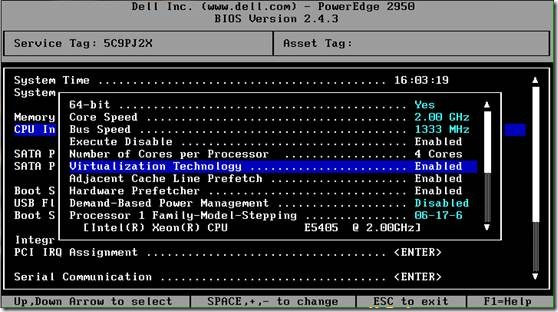 Dell Inc. (www.dell.com) - PowerEdge 2950
BIOS Version 2.4.3
Service Tag: 5C9PJ2X Asset Tag:
System Time ........................................ 16:03:19
System
Memory
CPU In
SATA P
SATA P
Boot S
USB Fl
Boot S
Integr
64-bit ........................................ Yes
Core Speed .................................... 2.00 GHz
Bus Speed ..................................... 1333 MHz
Execute Disable ............................... Enabled
Number of Cores per Processor 4 Cores
Virtualization Technology ..................... Enabled
Adjacent Cache Line Prefetch .................. Enabled
Hardware Prefetcher ........................... Enabled
Demand-Based Power Management ................. Disabled
Processor 1 Family-Model-Stepping ............. 06-17-6
[Intel(R) Xeon(R) CPU E5405 @ 2.00GHz]
PCI IRQ Assignment ................................. <ENTER>
Serial Communication ............................... <ENTER>
Up,Down Arrow to select SPACE,+,- to change ESC to exit F1=Help